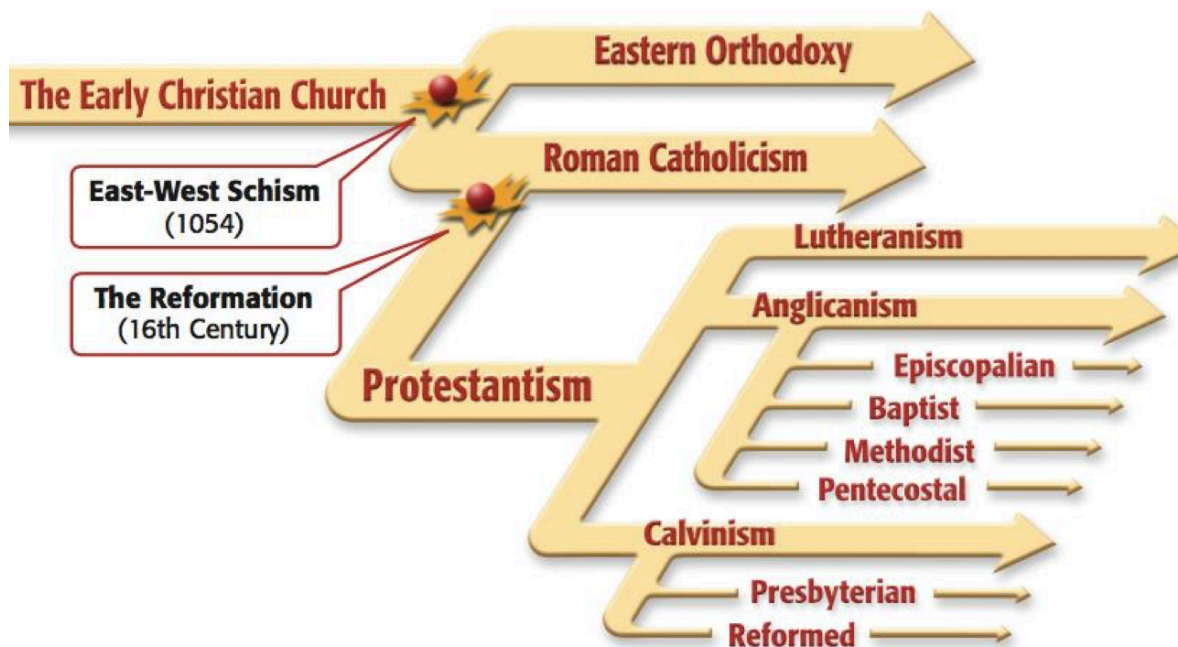 Eastern Orthodoxy
The Early Christian Church
Roman Catholicism
East-West Schism
(1054)
Lutheranism
The Reformation
(16th Century)
Anglicanism
Episcopalian
Protestantism
Baptist
Methodist
Pentecostal
Calvinism
Presbyterian
Reformed